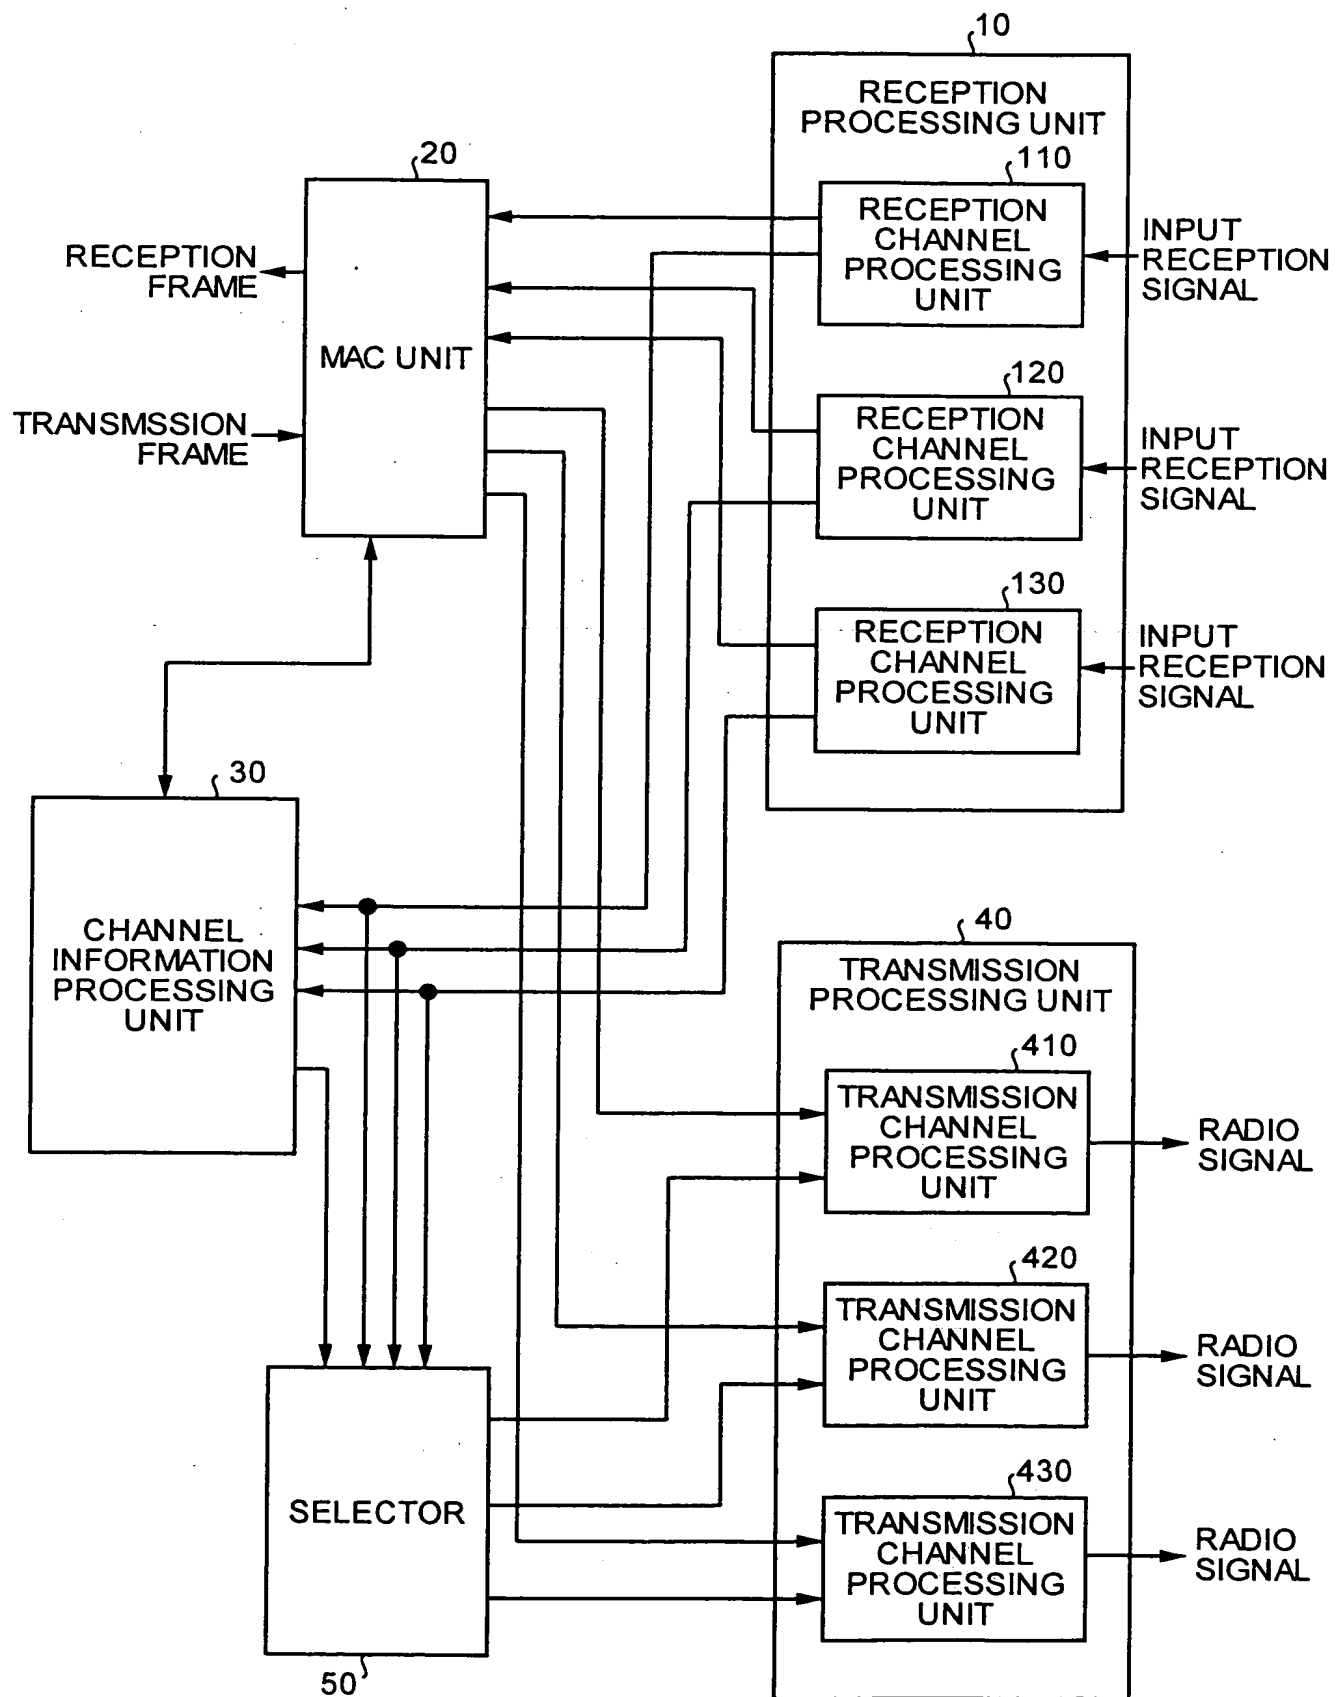 10
RECEPTION
PROCESSING UNIT
20
110
RECEPTION
CHANNEL
PROCESSING
UNIT
INPUT
RECEPTION
SIGNAL
RECEPTION
FRAME
MAC UNIT
TRANSMSSION
FRAME
120
RECEPTION
CHANNEL
PROCESSING
UNIT
INPUT
RECEPTION
SIGNAL
130
RECEPTION
CHANNEL
PROCESSING
UNIT
INPUT
RECEPTION
SIGNAL
30
CHANNEL
INFORMATION
PROCESSING
UNIT
40
TRANSMISSION
PROCESSING UNIT
410
TRANSMISSION
CHANNEL
PROCESSING
UNIT
RADIO
SIGNAL
420
TRANSMISSION
CHANNEL
PROCESSING
UNIT
RADIO
SIGNAL
430
SELECTOR
TRANSMISSION
CHANNEL
PROCESSING
UNIT
RADIO
SIGNAL
50